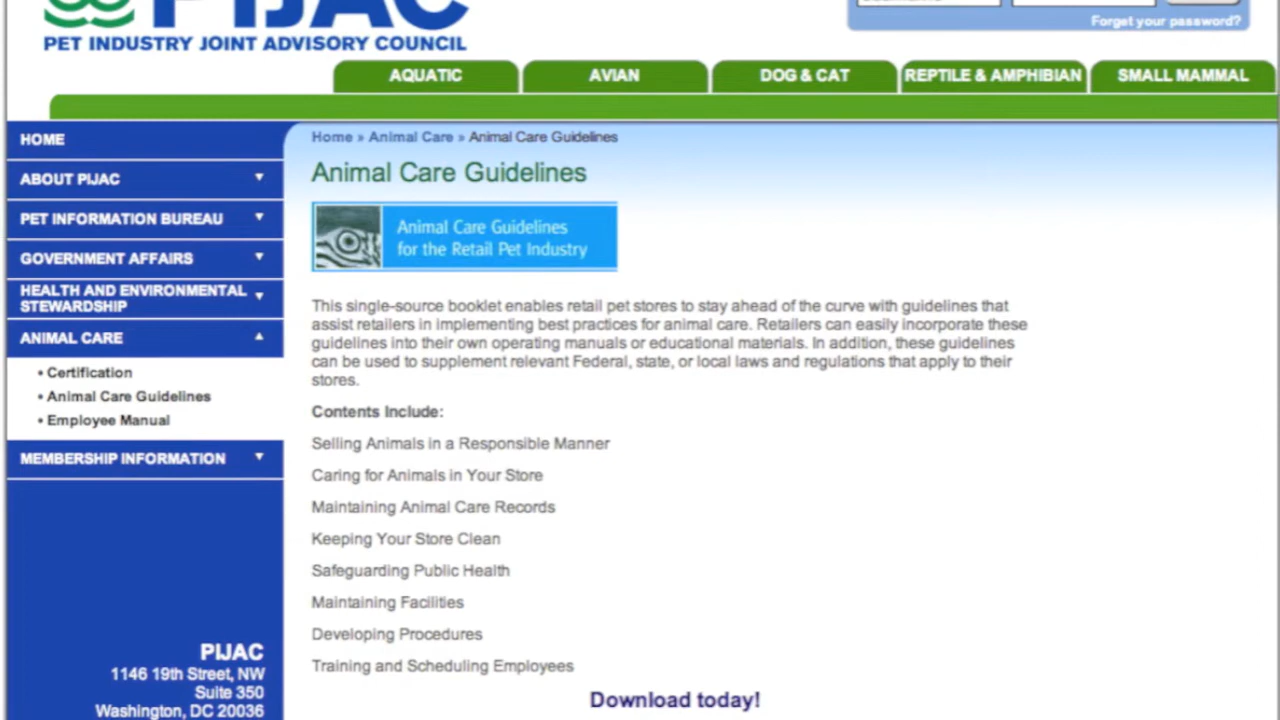 PIJAC
PET INDUSTRY JOINT ADVISORY COUNCIL
Forget your password?
AQUATIC
AVIAN
DOG & CAT
REPTILE & AMPHIBIAN
SMALL MAMMAL
HOME
ABOUT PIJAC
PET INFORMATION BUREAU
GOVERNMENT AFFAIRS
HEALTH AND ENVIRONMENTAL
STEWARDSHIP
ANIMAL CARE
• Certification
• Animal Care Guidelines
• Employee Manual
MEMBERSHIP INFORMATION
PIJAC
1146 19th Street, NW
Suite 350
Washington, DC 20036
Home » Animal Care » Animal Care Guidelines
Animal Care Guidelines
Animal Care Guidelines
for the Retail Pet Industry
This single-source booklet enables retail pet stores to stay ahead of the curve with guidelines that
assist retailers in implementing best practices for animal care. Retailers can easily incorporate these
guidelines into their own operating manuals or educational materials. In addition, these guidelines
can be used to supplement relevant Federal, state, or local laws and regulations that apply to their
stores.
Contents Include:
Selling Animals in a Responsible Manner
Caring for Animals in Your Store
Maintaining Animal Care Records
Keeping Your Store Clean
Safeguarding Public Health
Maintaining Facilities
Developing Procedures
Training and Scheduling Employees
Download today!